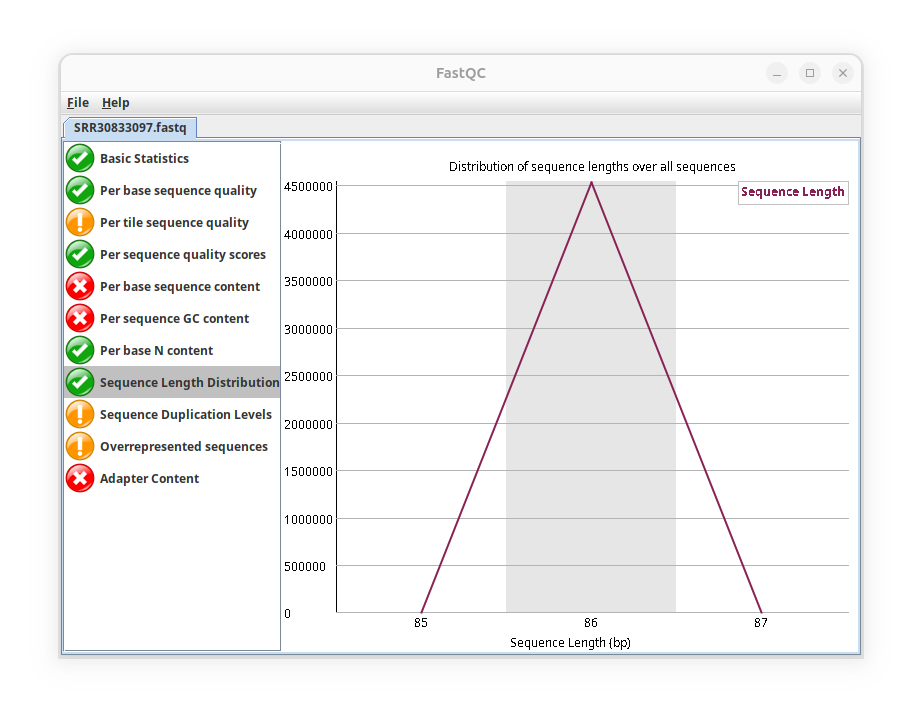 FastQC
File Help
SRR30833097.fastq
Basic Statistics
Per base sequence quality
Per tile sequence quality
Per sequence quality scores
Per base sequence content
Per sequence GC content
Per base N content
Sequence Length Distribution
Sequence Duplication Levels
Overrepresented sequences
Adapter Content
Distribution of sequence lengths over all sequences
Sequence Length
4500000
4000000
3500000
3000000
2500000
2000000
1500000
1000000
500000
0
85 86 87
Sequence Length (bp)